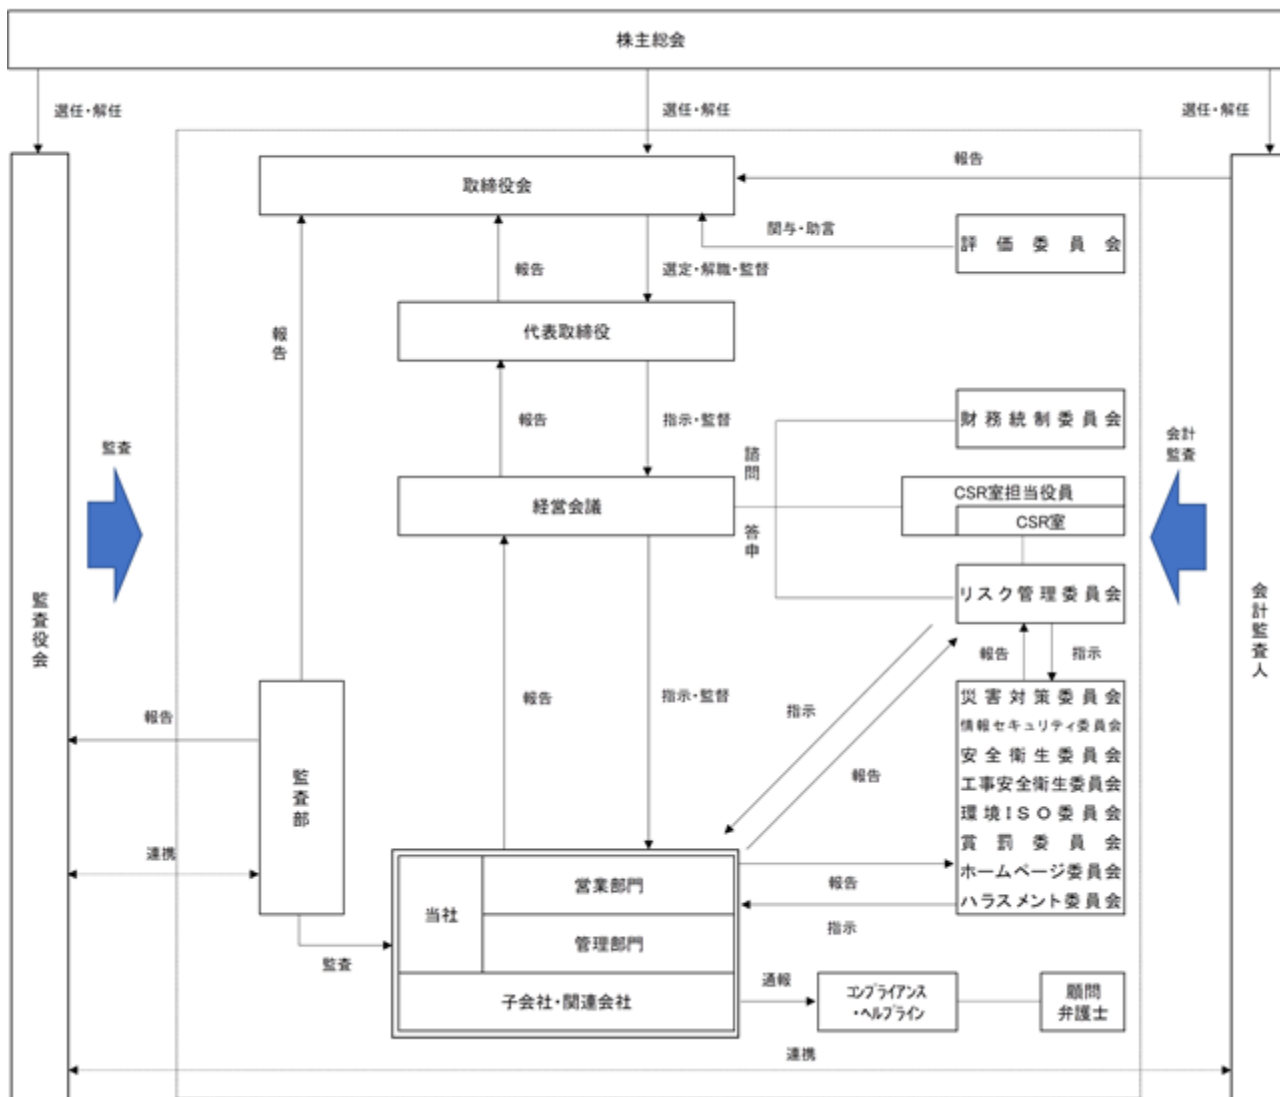 株主総会
選任・解任
選任・解任
選任・解任
取締役会
報告
関与・助言
評価委員会
報告
選定・解職・監督
報告
代表取締役
報告
指示・監督
財務統制委員会
監査
諮問
会計
監査
経営会議
CSR室担当役員
CSR室
答申
監査役会
リスク管理委員会
会計監査人
報告
指示
報告
指示・監督
指示
報告
報告
災害対策委員会
情報セキュリティ委員会
安全衛生委員会
工事安全衛生委員会
環境ISO委員会
賞罰委員会
ホームページ委員会
ハラスメント委員会
監査部
連携
報告
指示
当社
営業部門
管理部門
子会社・関連会社
監査
通報
コンプライアンス
・ヘルプライン
顧問
弁護士
連携